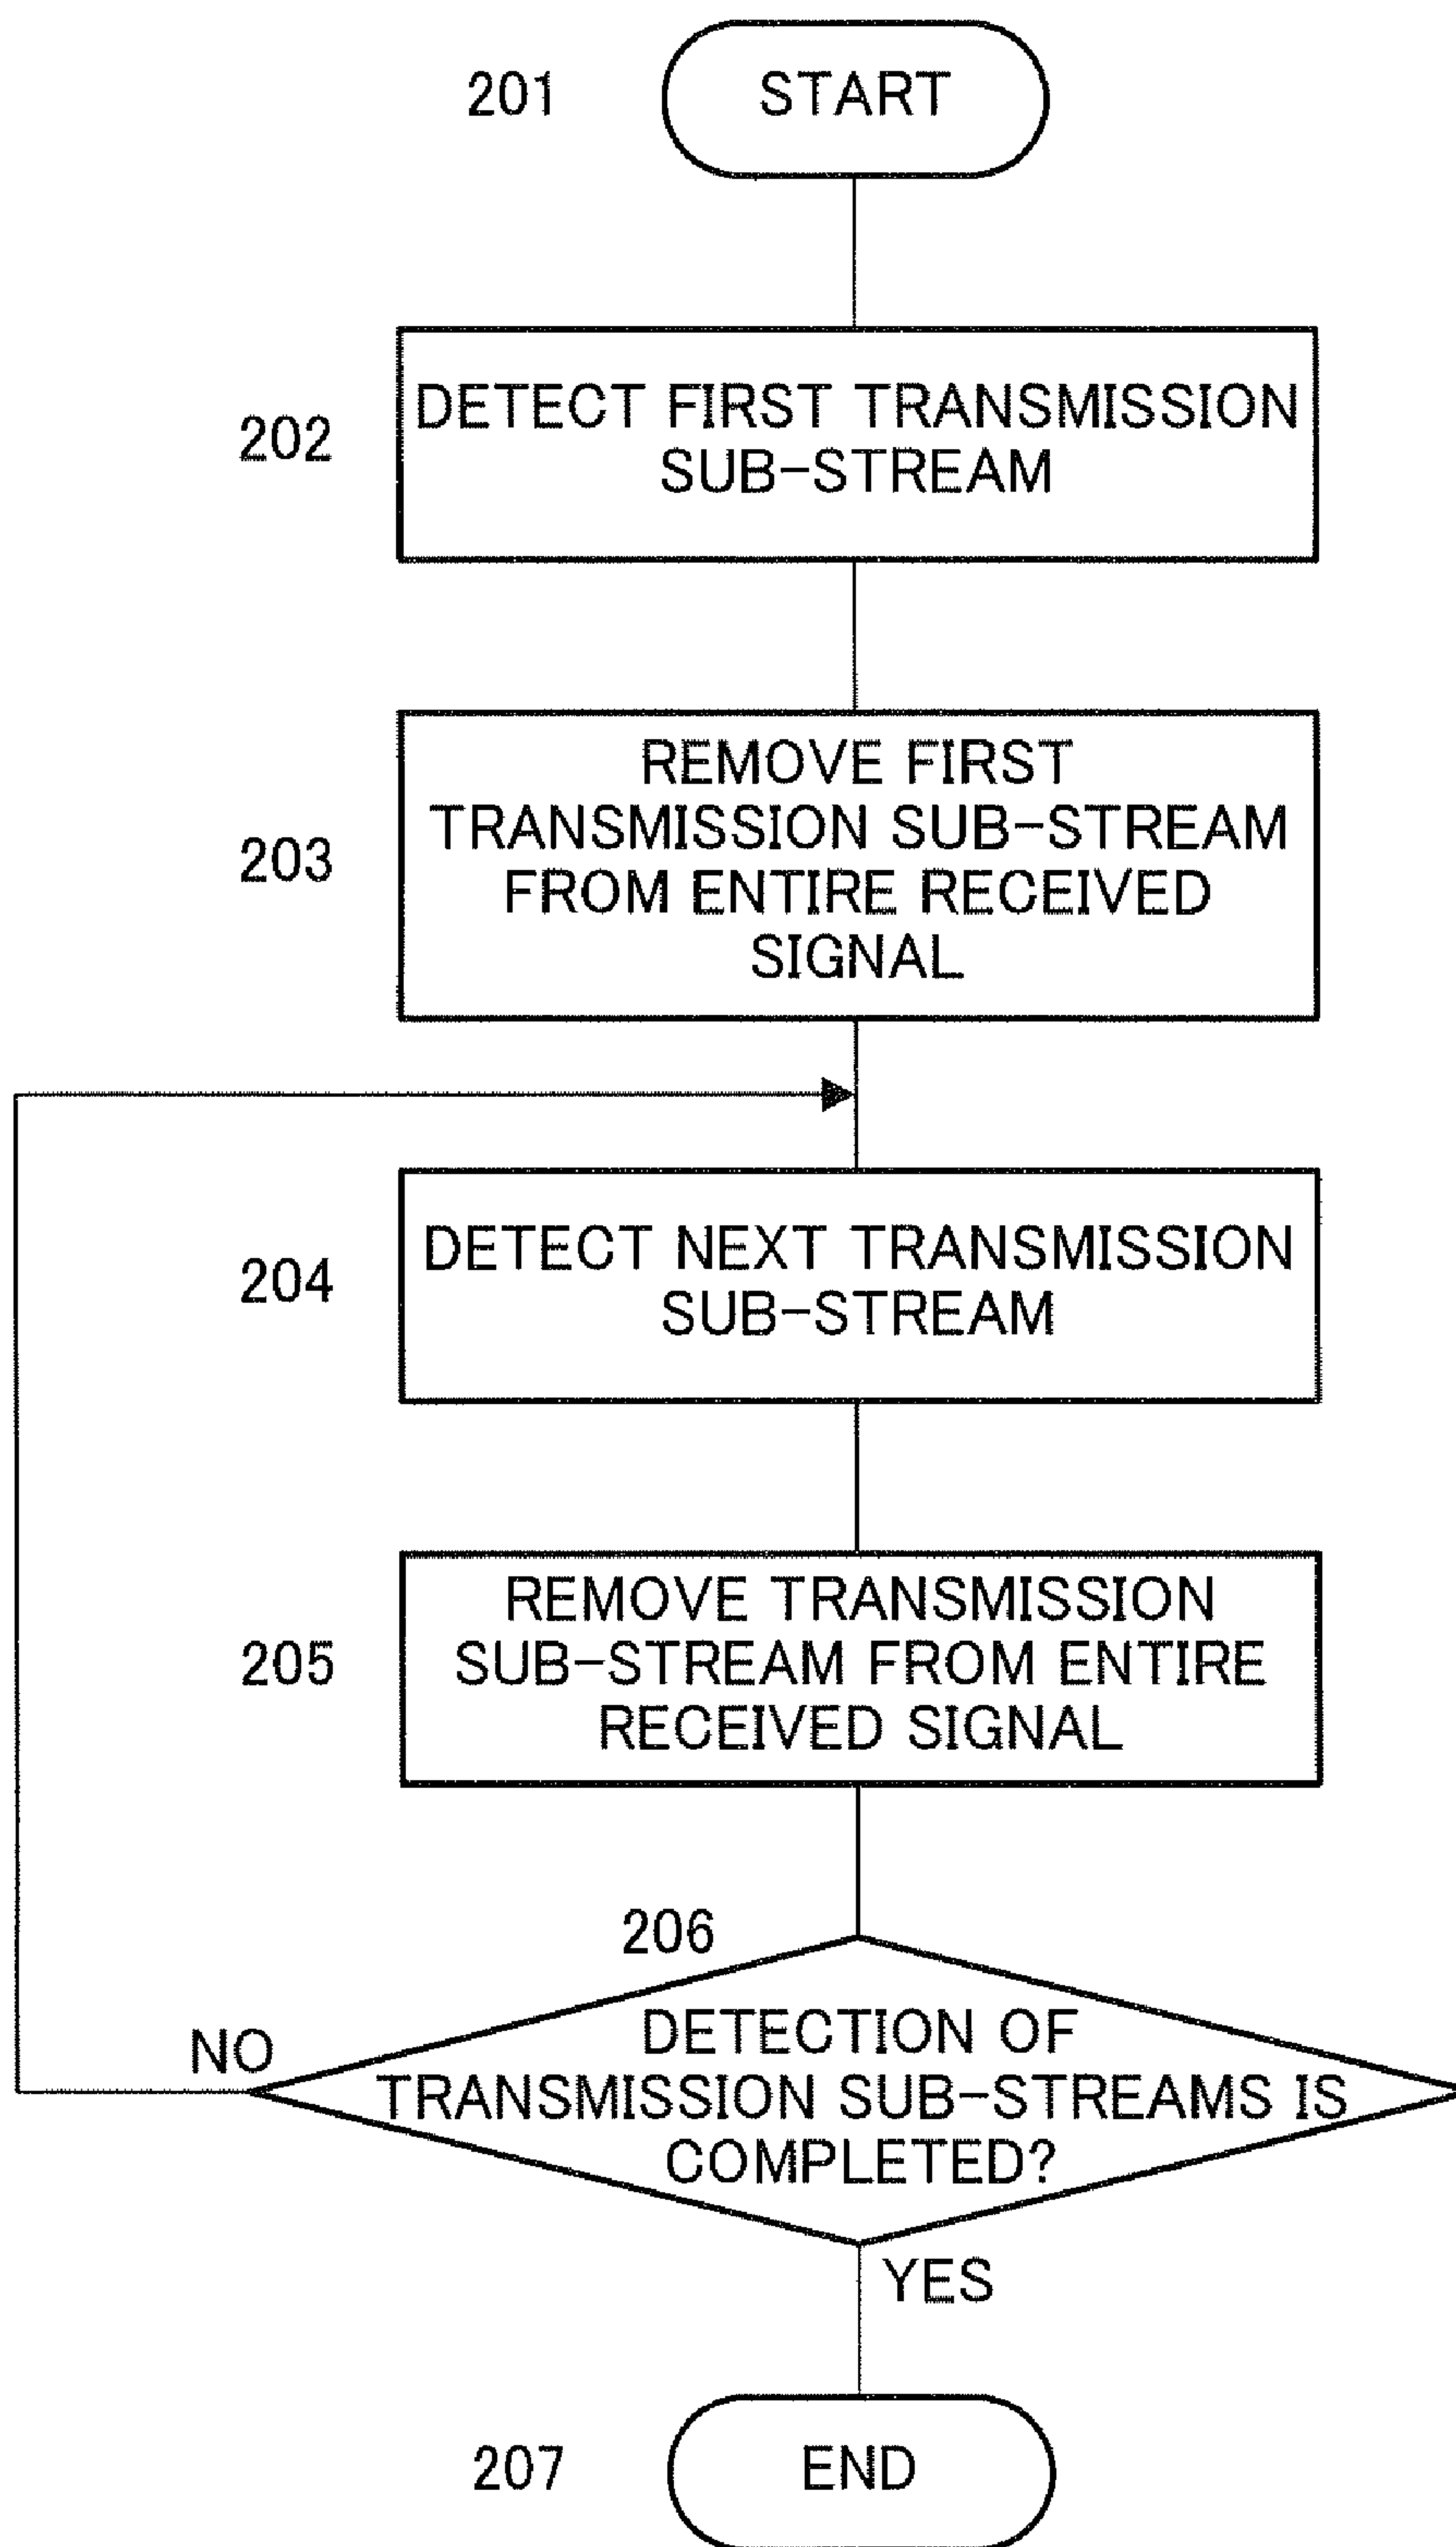 201
START
202
DETECT FIRST TRANSMISSION
SUB-STREAM
203
REMOVE FIRST
TRANSMISSION SUB-STREAM
FROM ENTIRE RECEIVED
SIGNAL
204
DETECT NEXT TRANSMISSION
SUB-STREAM
205
REMOVE TRANSMISSION
SUB-STREAM FROM ENTIRE
RECEIVED SIGNAL
206
NO
DETECTION OF
TRANSMISSION SUB-STREAMS IS
COMPLETED?
YES
207
END